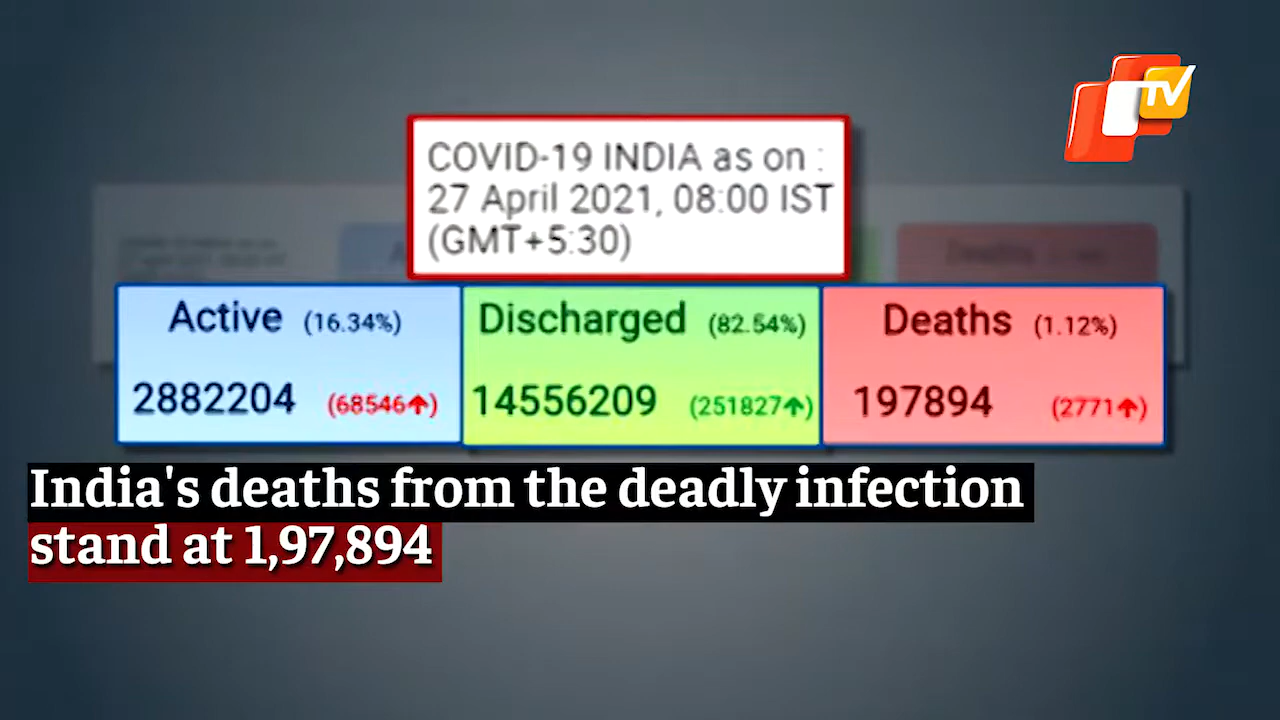 TV
COVID-19 INDIA as on :
27 April 2021, 08:00 IST
(GMT+5:30)
Deaths
Active (16.34%)
Discharged (82.54%)
Deaths (1.12%)
2882204 (68546↑)
14556209 (251827↑)
197894 (2771↑)
India's deaths from the deadly infection
stand at 1,97,894